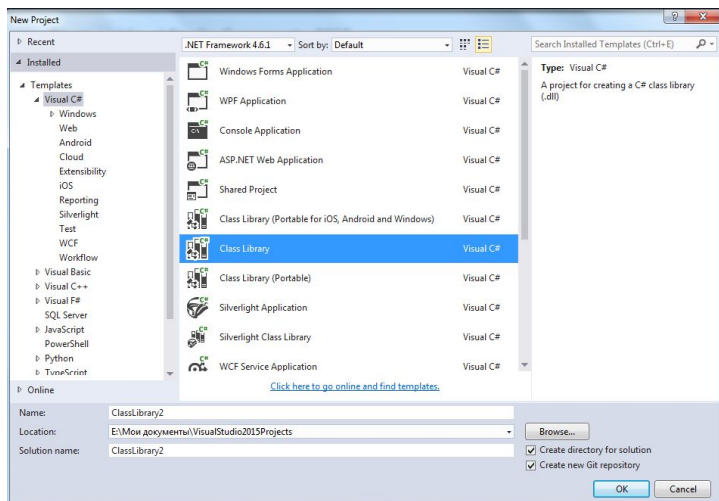 New Project
Recent
Installed
Templates
Visual C#
Windows
Web
Android
Cloud
Extensibility
iOS
Reporting
Silverlight
Test
WCF
Workflow
Visual Basic
Visual C++
Visual F#
SQL Server
JavaScript
PowerShell
Python
TypeScript
Online
.NET Framework 4.6.1 Sort by: Default
Windows Forms Application Visual C#
WPF Application Visual C#
Console Application Visual C#
ASP.NET Web Application Visual C#
Shared Project Visual C#
Class Library (Portable for iOS, Android and Windows) Visual C#
Class Library Visual C#
Class Library (Portable) Visual C#
Silverlight Application Visual C#
Silverlight Class Library Visual C#
WCF Service Application Visual C#
Click here to go online and find templates.
Search Installed Templates (Ctrl+E)
Type: Visual C#
A project for creating a C# class library
(.dll)
Name: ClassLibrary2
Location: E:\Мои документы\VisualStudio2015Projects
Solution name: ClassLibrary2
Browse...
Create directory for solution
Create new Git repository
OK Cancel